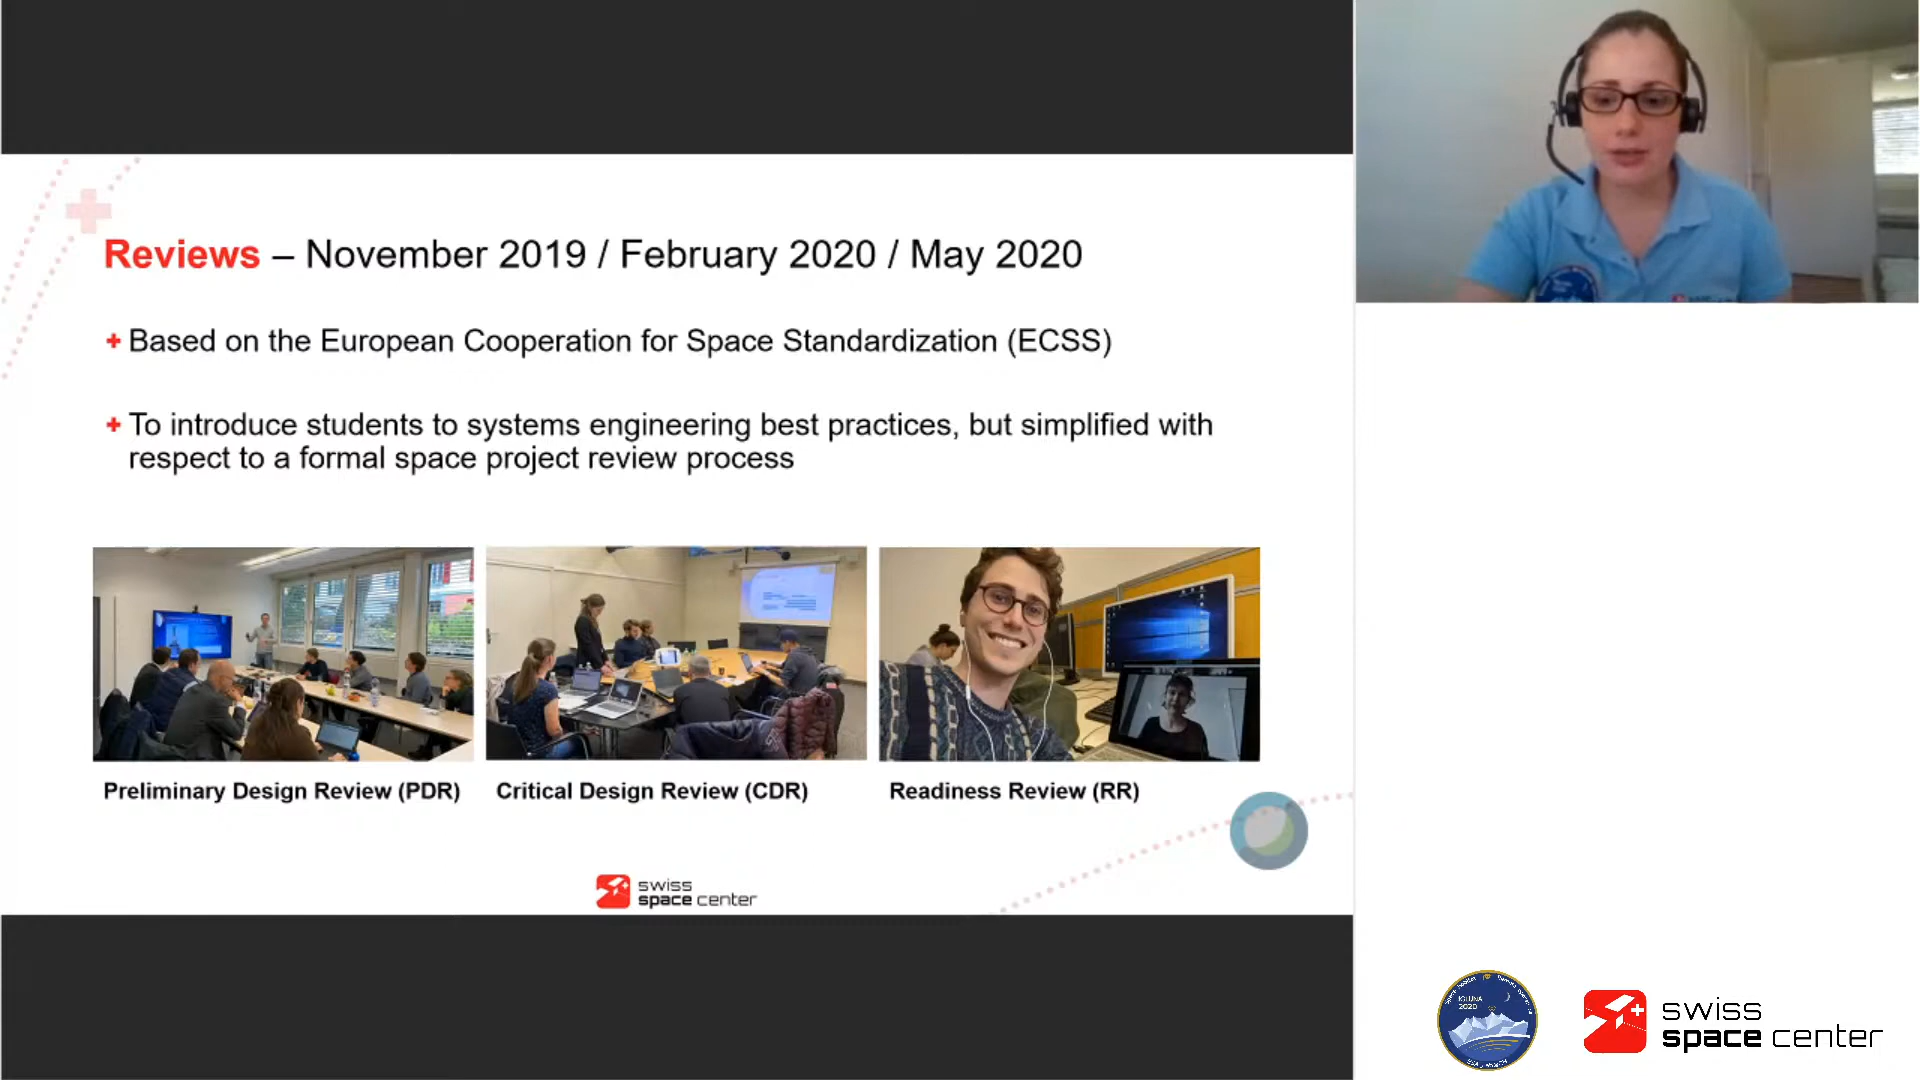 Reviews – November 2019 / February 2020 / May 2020
+ Based on the European Cooperation for Space Standardization (ECSS)
+ To introduce students to systems engineering best practices, but simplified with
respect to a formal space project review process
Preliminary Design Review (PDR)
Critical Design Review (CDR)
Readiness Review (RR)
swiss
space center
IGLUNA
2020
swiss
space center